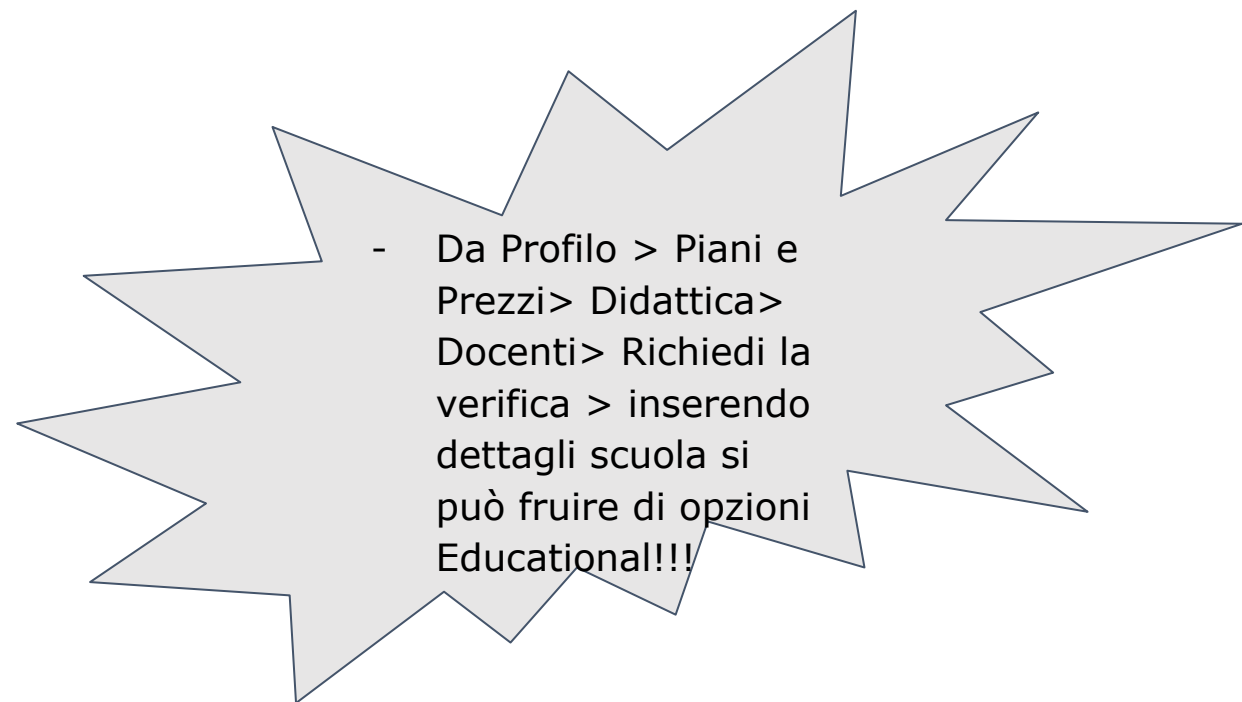 - Da Profilo > Piani e
Prezzi> Didattica>
Docenti> Richiedi la
verifica > inserendo
dettagli scuola si
può fruire di opzioni
Educational!!!